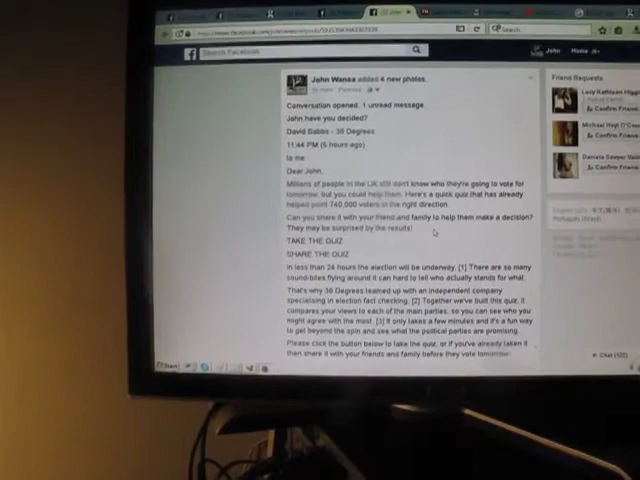 Search Facebook
John
Home
John Wanoa added 4 new photos.
Conversation opened. 1 unread message.
John have you decided?
David Babbs - 38 Degrees
11:44 PM (5 hours ago)
to me
Dear John,
Millions of people in the UK still don't know who they're going to vote for
tomorrow, but you could help them. Here's a quick quiz that has already
helped point 740,000 voters in the right direction.
Can you share it with your friend and family to help them make a decision?
They may be surprised by the results!
TAKE THE QUIZ
SHARE THE QUIZ
In less than 24 hours the election will be underway. [1] There are so many
sound-bites flying around it can hard to tell who actually stands for what.
That's why 38 Degrees teamed up with an independent company
specialising in election fact checking. [2] Together we've built this quiz, it
compares your views to each of the main parties, so you can see who you
might agree with the most. [3] It only takes a few minutes and it's a fun way
to get beyond the spin and see what the political parties are promising.
Please click the button below to take the quiz, or if you've already taken it
then share it with your friends and family before they vote tomorrow
Friend Requests
Lucy Kathleen
Confirm Friend
Michael
Confirm Friend
Daniela Sawyer
Confirm Friend
Chat
Start